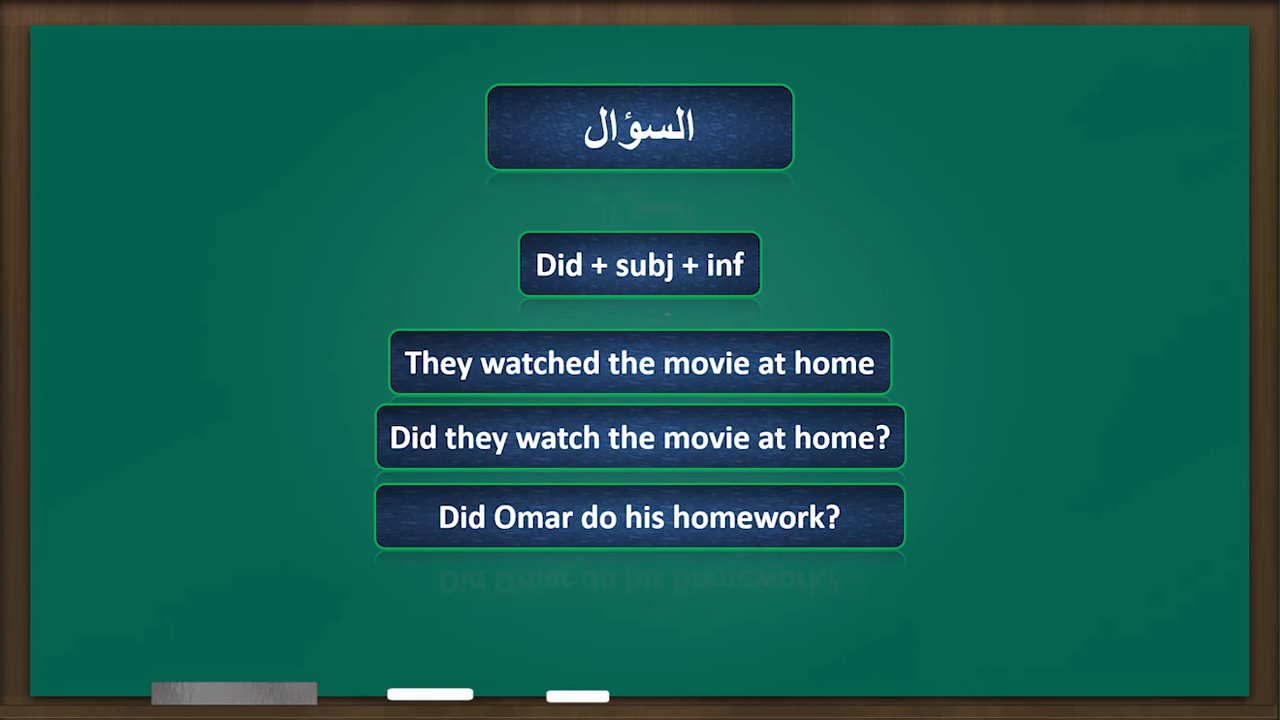 السؤال
Did + subj + inf
They watched the movie at home
Did they watch the movie at home?
Did Omar do his homework?